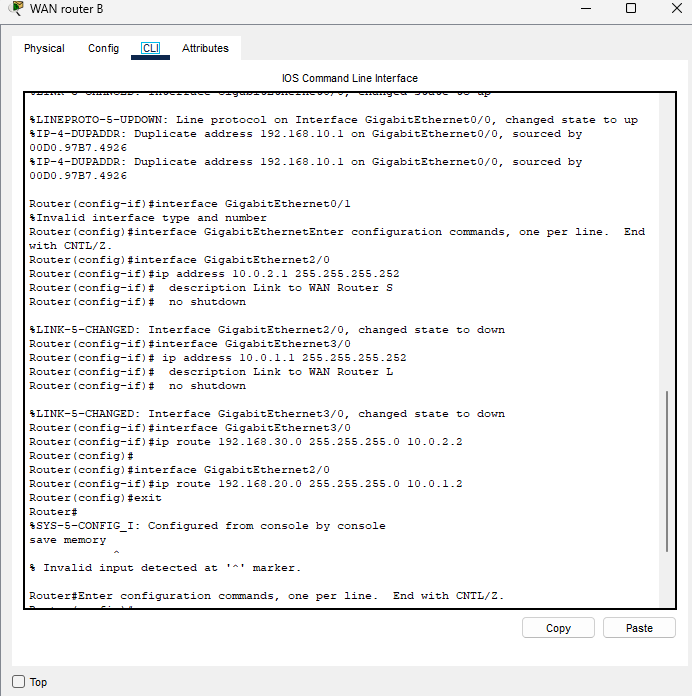 WAN router B
Physical Config CLI Attributes
IOS Command Line Interface
%LINEPROTO-5-UPDOWN: Line protocol on Interface GigabitEthernet0/0, changed state to up
%IP-4-DUPADDR: Duplicate address 192.168.10.1 on GigabitEthernet0/0, sourced by
00D0.97B7.4926
%IP-4-DUPADDR: Duplicate address 192.168.10.1 on GigabitEthernet0/0, sourced by
00D0.97B7.4926
Router(config-if)#interface GigabitEthernet0/1
%Invalid interface type and number
Router(config)#interface GigabitEthernetEnter configuration commands, one per line.  End
with CNTL/Z.
Router(config)#interface GigabitEthernet2/0
Router(config-if)#ip address 10.0.2.1 255.255.255.252
Router(config-if)#  description Link to WAN Router S
Router(config-if)#  no shutdown
%LINK-5-CHANGED: Interface GigabitEthernet2/0, changed state to down
Router(config-if)#interface GigabitEthernet3/0
Router(config-if)# ip address 10.0.1.1 255.255.255.252
Router(config-if)#  description Link to WAN Router L
Router(config-if)#  no shutdown
%LINK-5-CHANGED: Interface GigabitEthernet3/0, changed state to down
Router(config-if)#interface GigabitEthernet3/0
Router(config-if)#ip route 192.168.30.0 255.255.255.0 10.0.2.2
Router(config)#
Router(config)#interface GigabitEthernet2/0
Router(config-if)#ip route 192.168.20.0 255.255.255.0 10.0.1.2
Router(config)#exit
Router#
%SYS-5-CONFIG_I: Configured from console by console
save memory
^
% Invalid input detected at '^' marker.
Router#Enter configuration commands, one per line.  End with CNTL/Z.
Copy Paste
Top